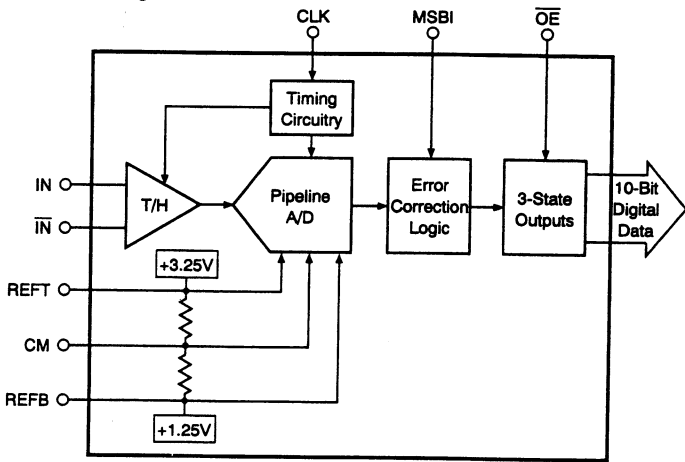 CLK
MSBI
OE
Timing
Circuitry
IN
IN
T/H
Pipeline
A/D
Error
Correction
Logic
3-State
Outputs
10-Bit
Digital
Data
+3.25V
REFT
CM
REFB
+1.25V